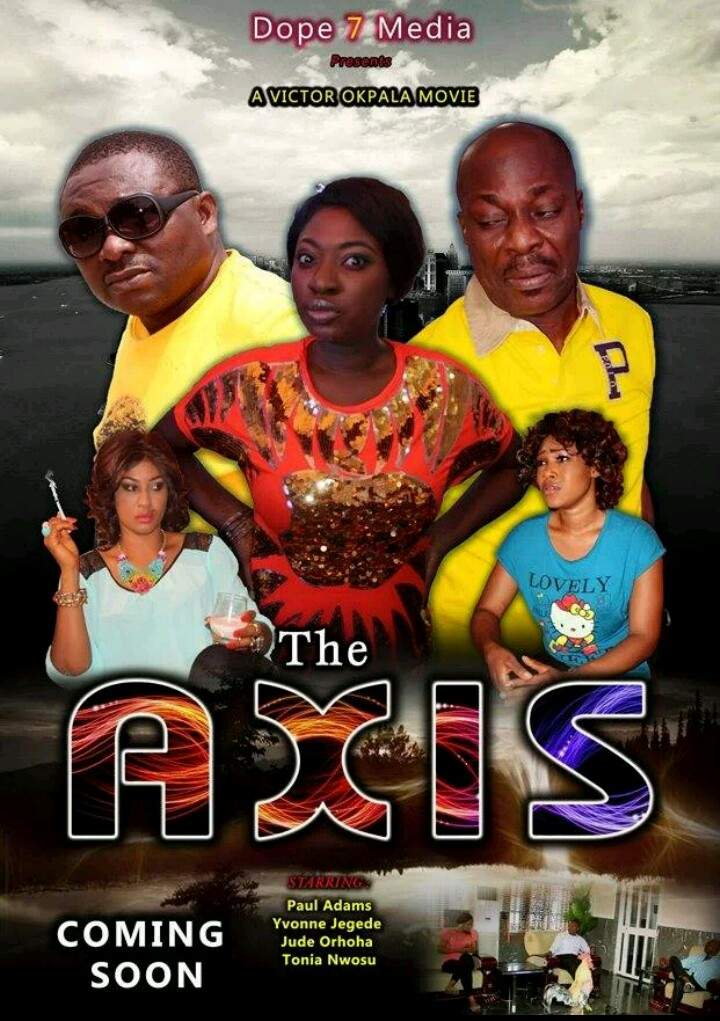 Dope 7 Media
Presents
A VICTOR OKPALA MOVIE
P
LOVELY
The
AXIS
STARRING:
Paul Adams
Yvonne Jegede
Jude Orhoha
Tonia Nwosu
COMING
SOON